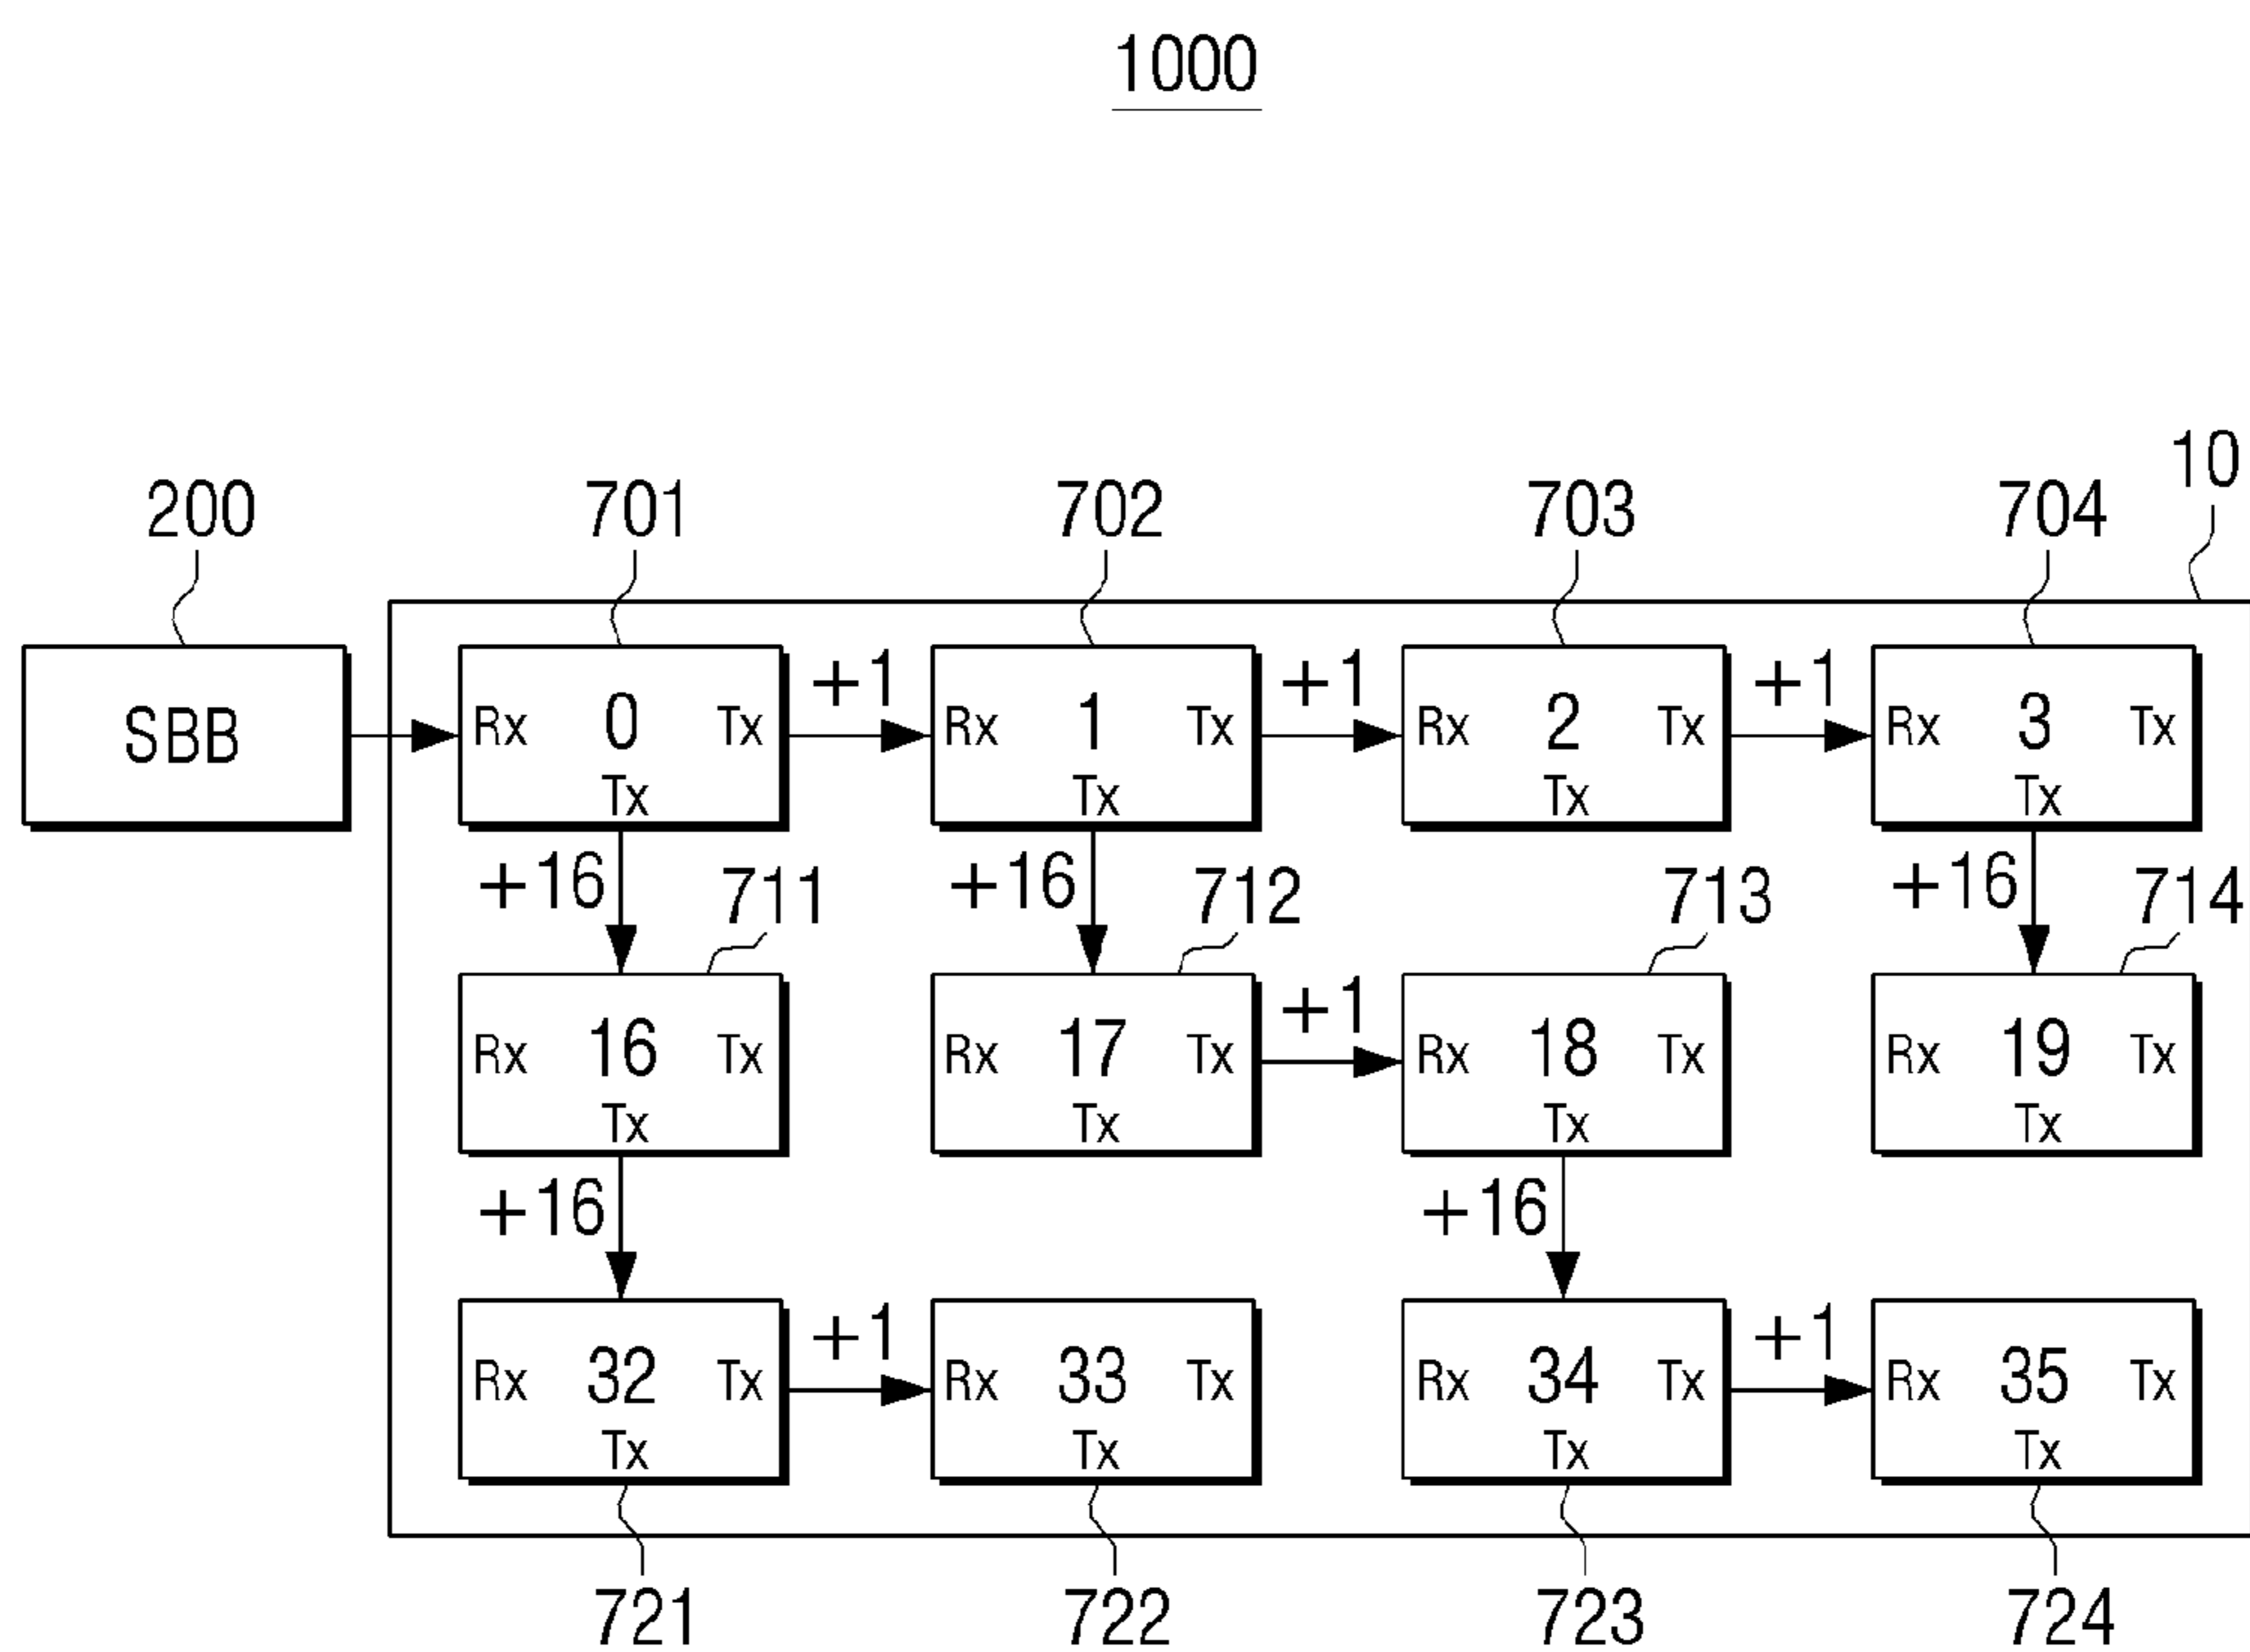 1000
10
200 701 702 703 704
SBB Rx 0 Tx Tx +1 Rx 1 Tx Tx +1 Rx 2 Tx Tx +1 Rx 3 Tx Tx
+16 711 +16 712 713 +16 714
Rx 16 Tx Tx Rx 17 Tx Tx +1 Rx 18 Tx Tx Rx 19 Tx Tx
+16 +16
Rx 32 Tx Tx +1 Rx 33 Tx Tx Rx 34 Tx Tx +1 Rx 35 Tx Tx
721 722 723 724